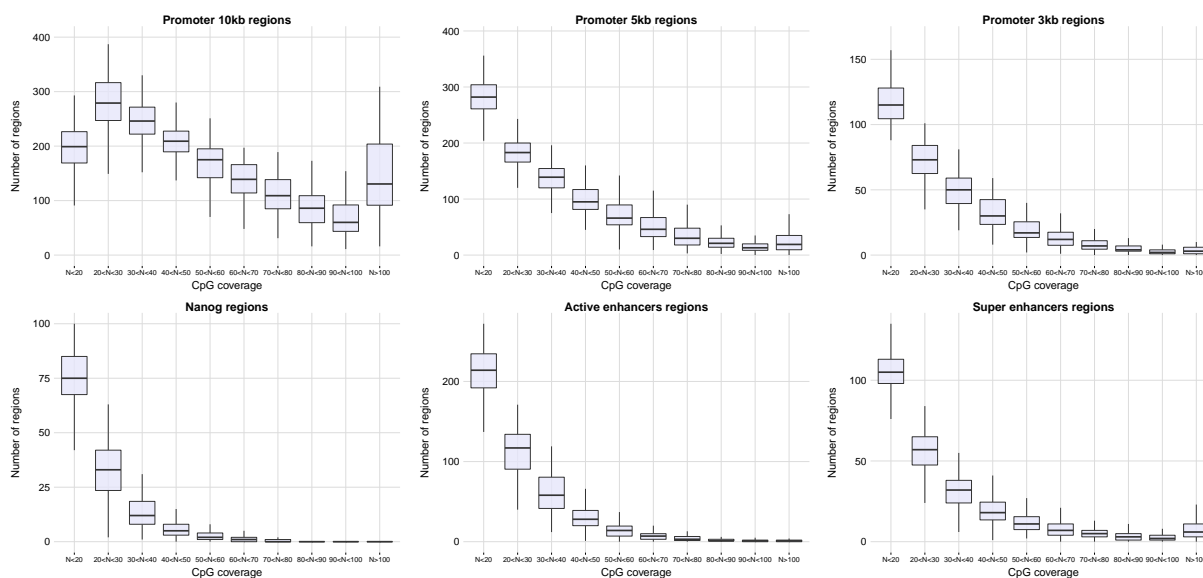 Promoter 10kb regions
Number of regions
400
300
200
100
0
N<20 20<N<30 30<N<40 40<N<50 50<N<60 60<N<70 70<N<80 80<N<90 90<N<100 N>100
CpG coverage
Promoter 5kb regions
Number of regions
400
300
200
100
0
N<20 20<N<30 30<N<40 40<N<50 50<N<60 60<N<70 70<N<80 80<N<90 90<N<100 N>100
CpG coverage
Promoter 3kb regions
Number of regions
150
100
50
0
N<20 20<N<30 30<N<40 40<N<50 50<N<60 60<N<70 70<N<80 80<N<90 90<N<100 N>100
CpG coverage
Nanog regions
Number of regions
100
75
50
25
0
N<20 20<N<30 30<N<40 40<N<50 50<N<60 60<N<70 70<N<80 80<N<90 90<N<100 N>100
CpG coverage
Active enhancers regions
Number of regions
200
100
0
N<20 20<N<30 30<N<40 40<N<50 50<N<60 60<N<70 70<N<80 80<N<90 90<N<100 N>100
CpG coverage
Super enhancers regions
Number of regions
100
50
0
N<20 20<N<30 30<N<40 40<N<50 50<N<60 60<N<70 70<N<80 80<N<90 90<N<100 N>100
CpG coverage